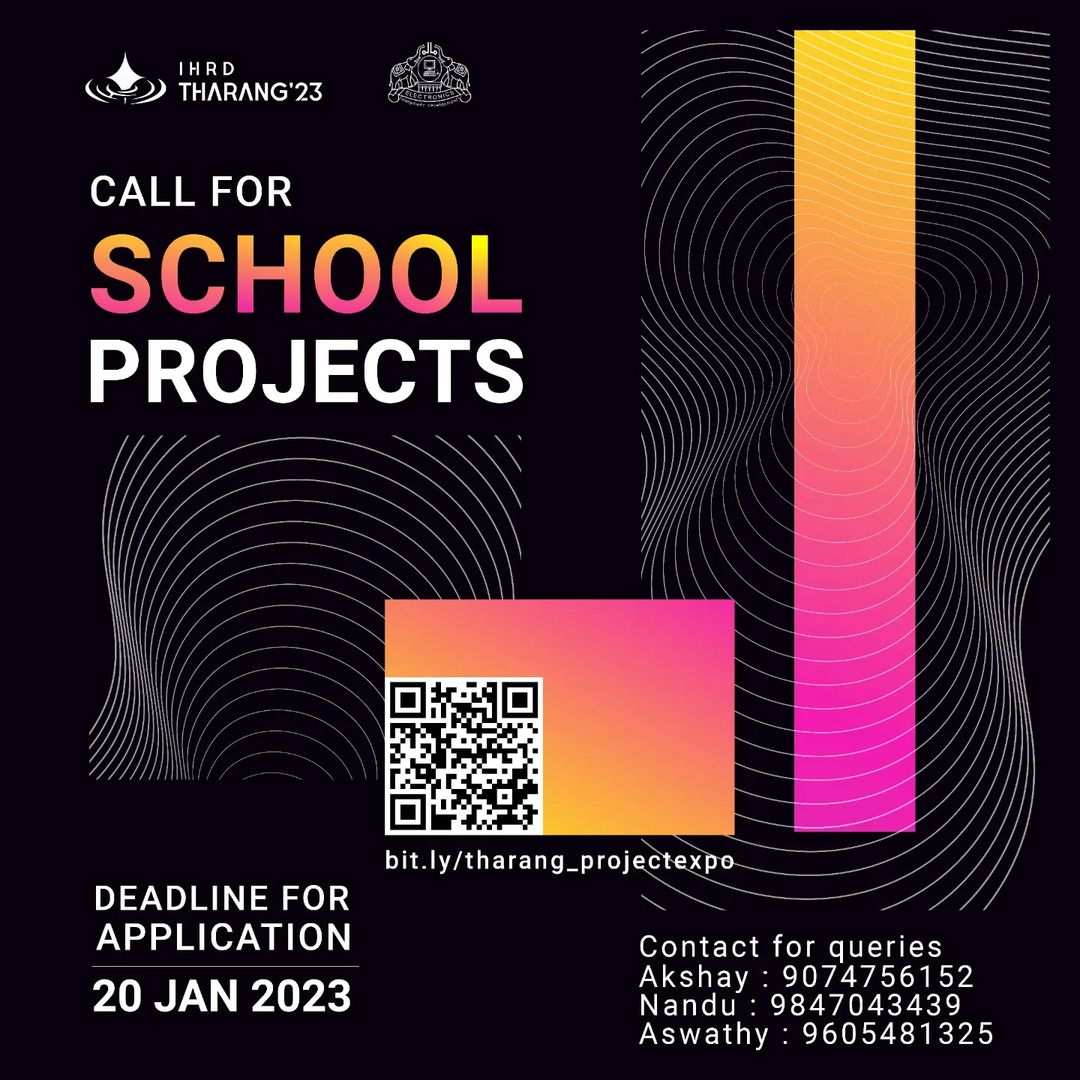 IHRD
THARANG'23
ELECTRONICS
CALL FOR
SCHOOL
PROJECTS
bit.ly/tharang_projectexpo
DEADLINE FOR
APPLICATION
20 JAN 2023
Contact for queries
Akshay : 9074756152
Nandu : 9847043439
Aswathy : 9605481325